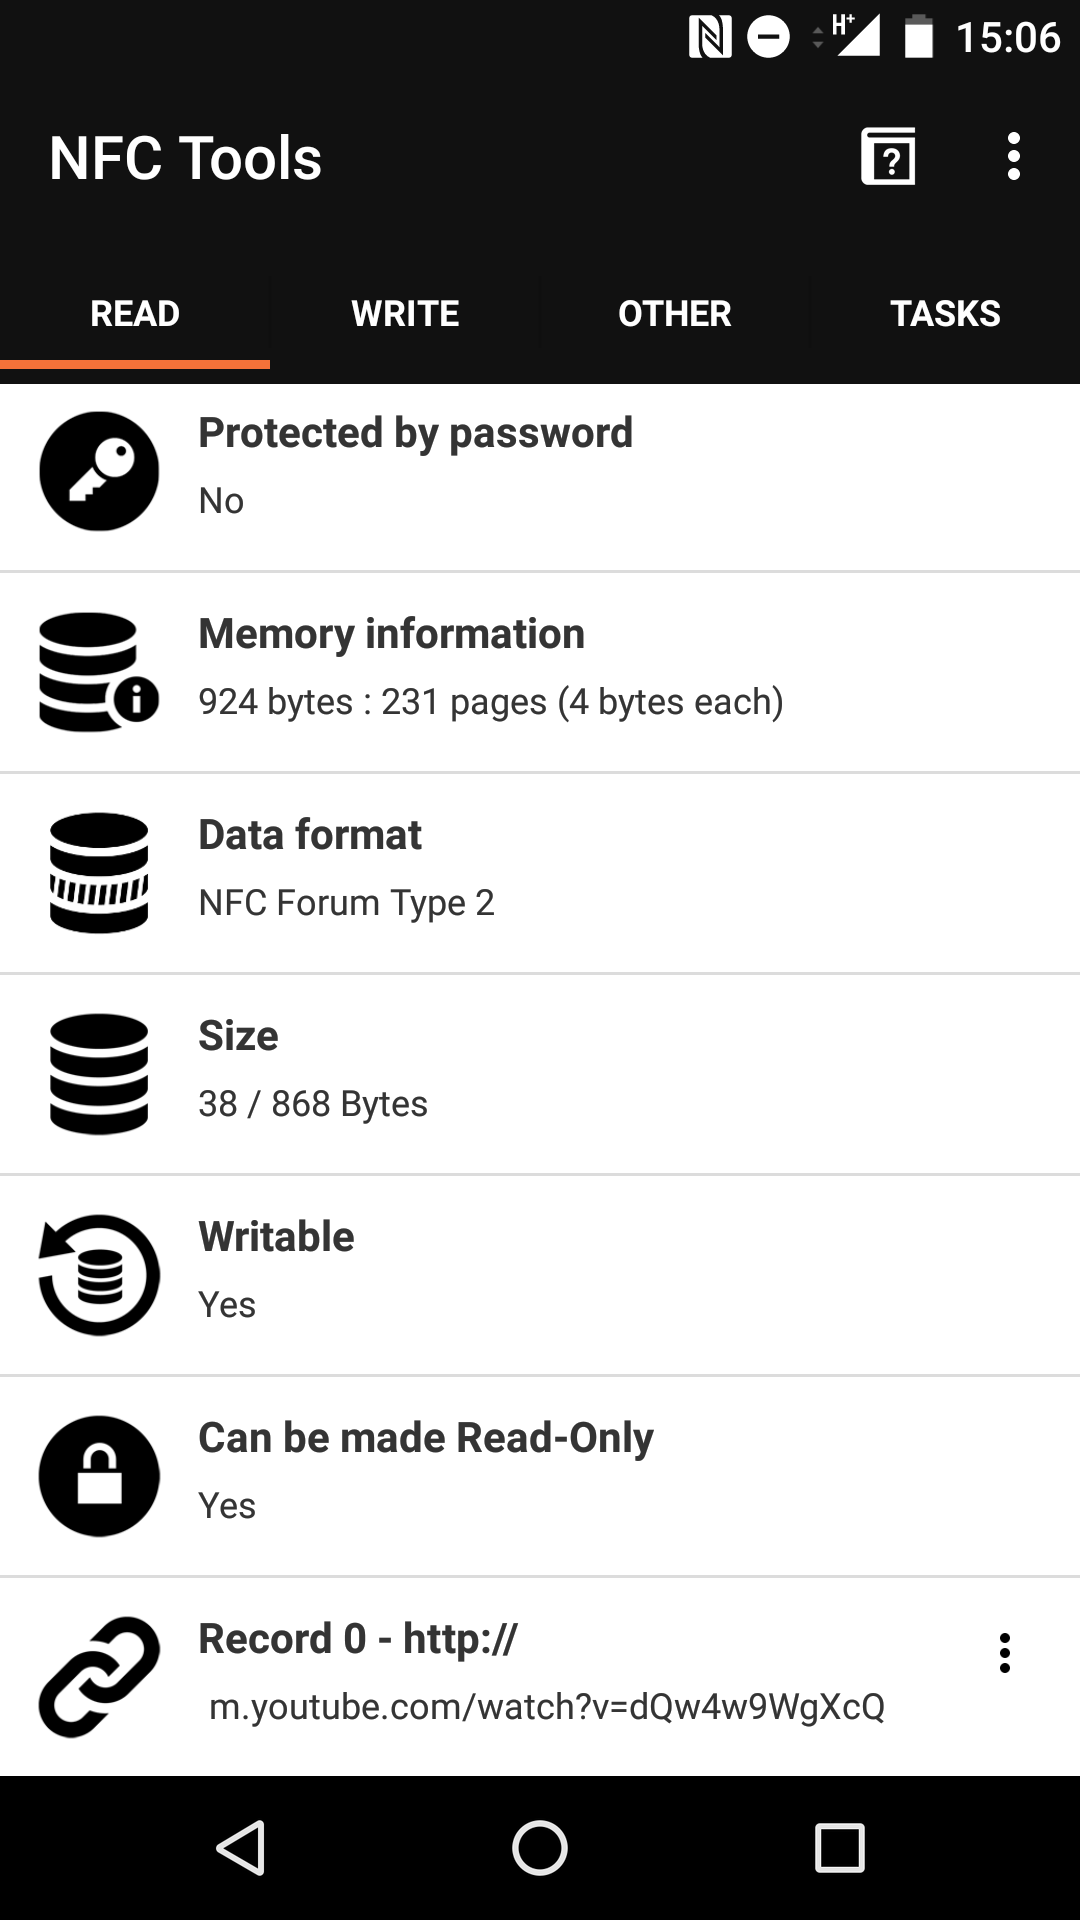 H+ 15:06
NFC Tools
READ WRITE OTHER TASKS
Protected by password
No
Memory information
924 bytes : 231 pages (4 bytes each)
Data format
NFC Forum Type 2
Size
38 / 868 Bytes
Writable
Yes
Can be made Read-Only
Yes
Record 0 - http://
m.youtube.com/watch?v=dQw4w9WgXcQ